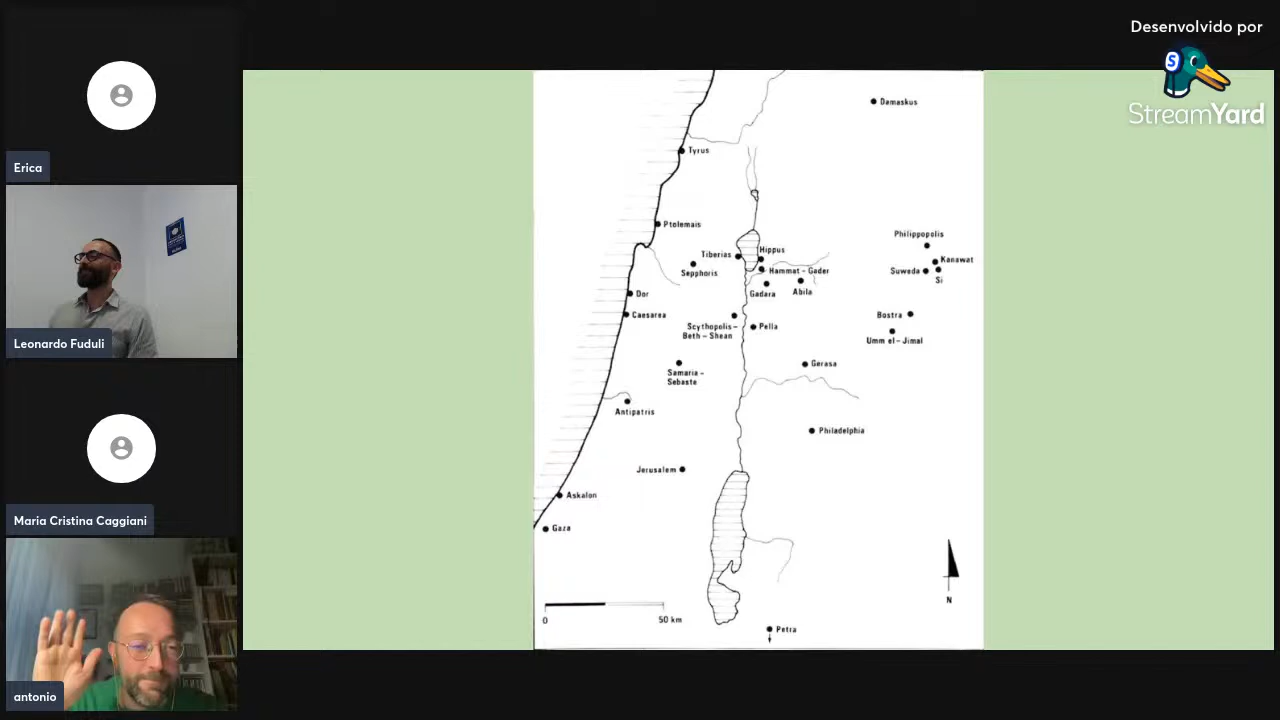 Desenvolvido por
S
StreamYard
Erica
Leonardo Fuduli
Maria Cristina Caggiani
antonio
Damaskus
Tyrus
Ptolemais
Philippopolis
Hippus
Tiberias
Kanawat
Sepphoris
Hammat - Gader
Suweda
Si
Gadara
Abila
Dor
Caesarea
Bostra
Scythopolis -
Beth - Shean
Pella
Umm el - Jimal
Gerasa
Samaria -
Sebaste
Antipatris
Philadelphia
Jerusalem
Askalon
Gaza
N
0
50 km
Petra